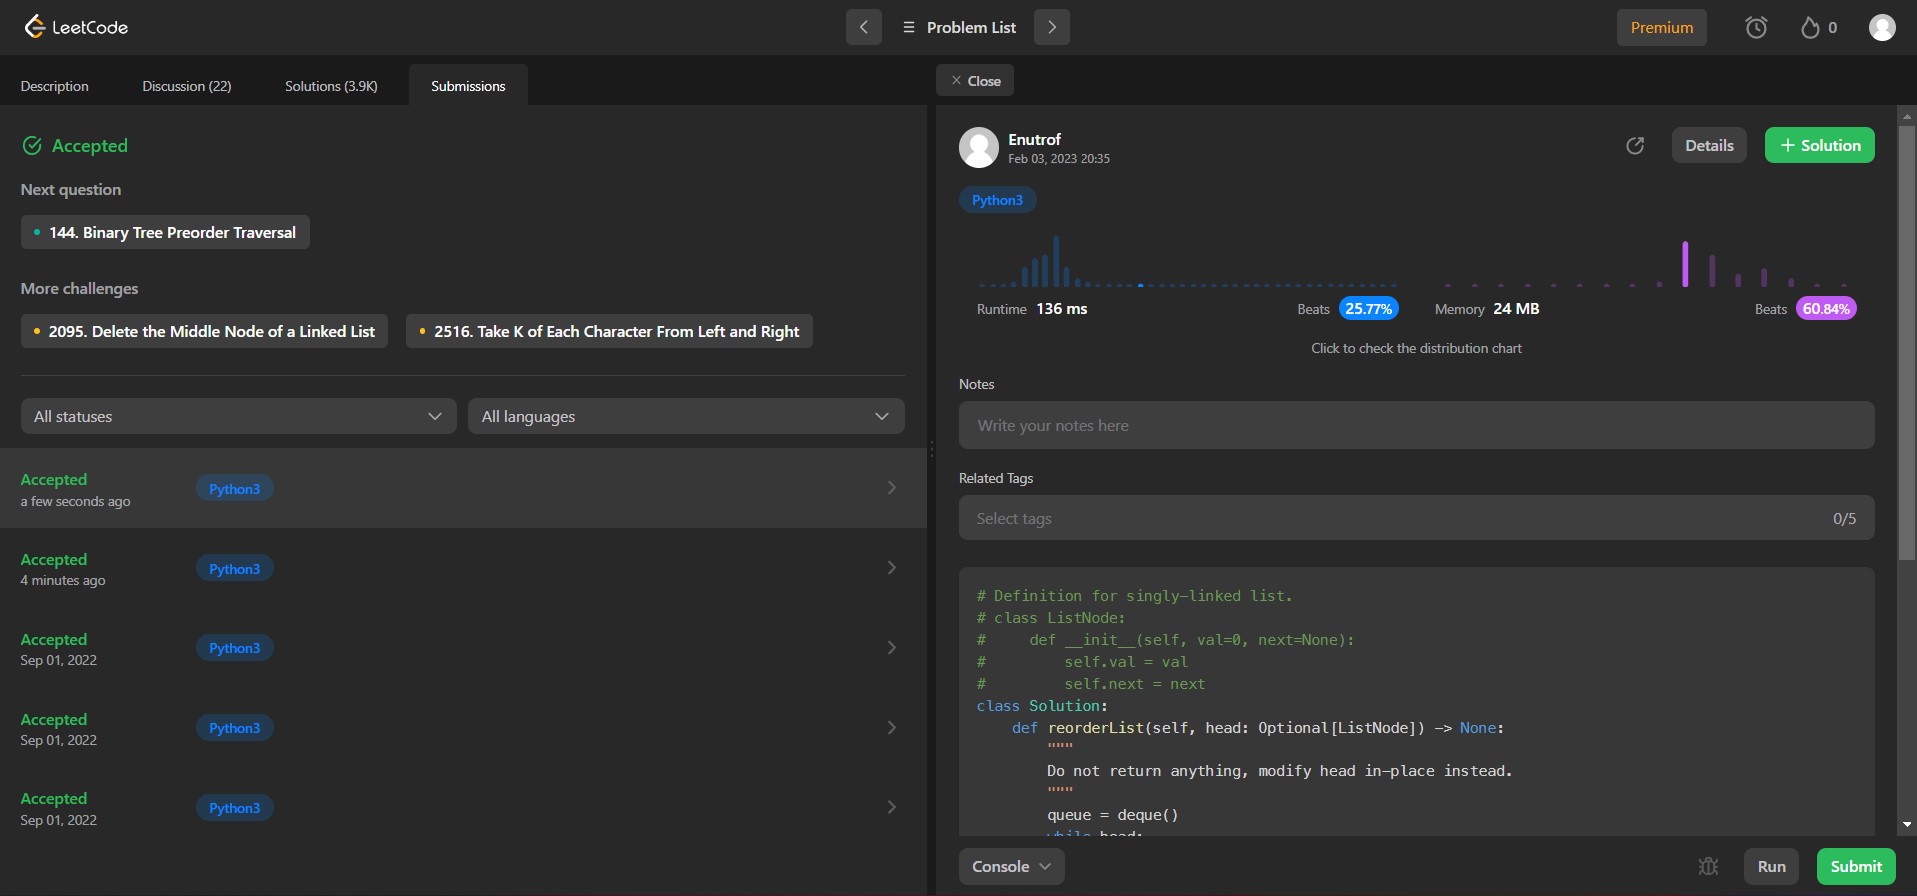 LeetCode
Problem List
Premium
0
Description
Discussion (22)
Solutions (3.9K)
Submissions
Close
Accepted
Next question
144. Binary Tree Preorder Traversal
More challenges
2095. Delete the Middle Node of a Linked List
2516. Take K of Each Character From Left and Right
All statuses
All languages
Accepted
a few seconds ago
Python3
Accepted
4 minutes ago
Python3
Accepted
Sep 01, 2022
Python3
Accepted
Sep 01, 2022
Python3
Accepted
Sep 01, 2022
Python3
Enutrof
Feb 03, 2023 20:35
Details
+ Solution
Python3
Runtime 136 ms
Beats 25.77%
Memory 24 MB
Beats 60.84%
Click to check the distribution chart
Notes
Write your notes here
Related Tags
Select tags
0/5
# Definition for singly-linked list.
# class ListNode:
#     def __init__(self, val=0, next=None):
#         self.val = val
#         self.next = next
class Solution:
    def reorderList(self, head: Optional[ListNode]) -> None:
        """
        Do not return anything, modify head in-place instead.
        """
        queue = deque()
        while head:
Console
Run
Submit